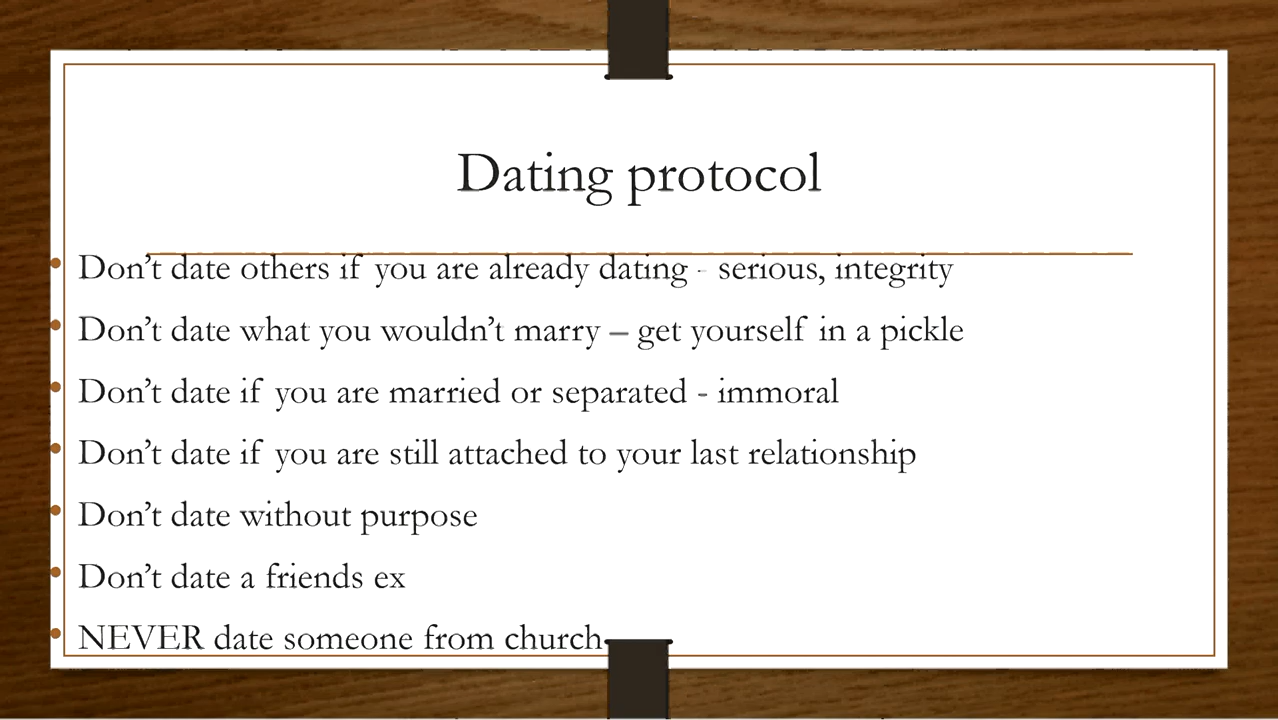 Dating protocol
• Don’t date others if you are already dating - serious, integrity
• Don’t date what you wouldn’t marry – get yourself in a pickle
• Don’t date if you are married or separated - immoral
• Don’t date if you are still attached to your last relationship
• Don’t date without purpose
• Don’t date a friends ex
• NEVER date someone from church